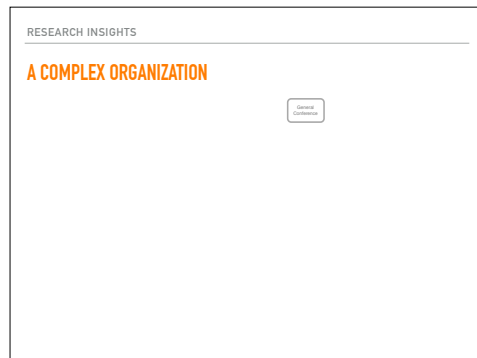 RESEARCH INSIGHTS
A COMPLEX ORGANIZATION
General
Conference